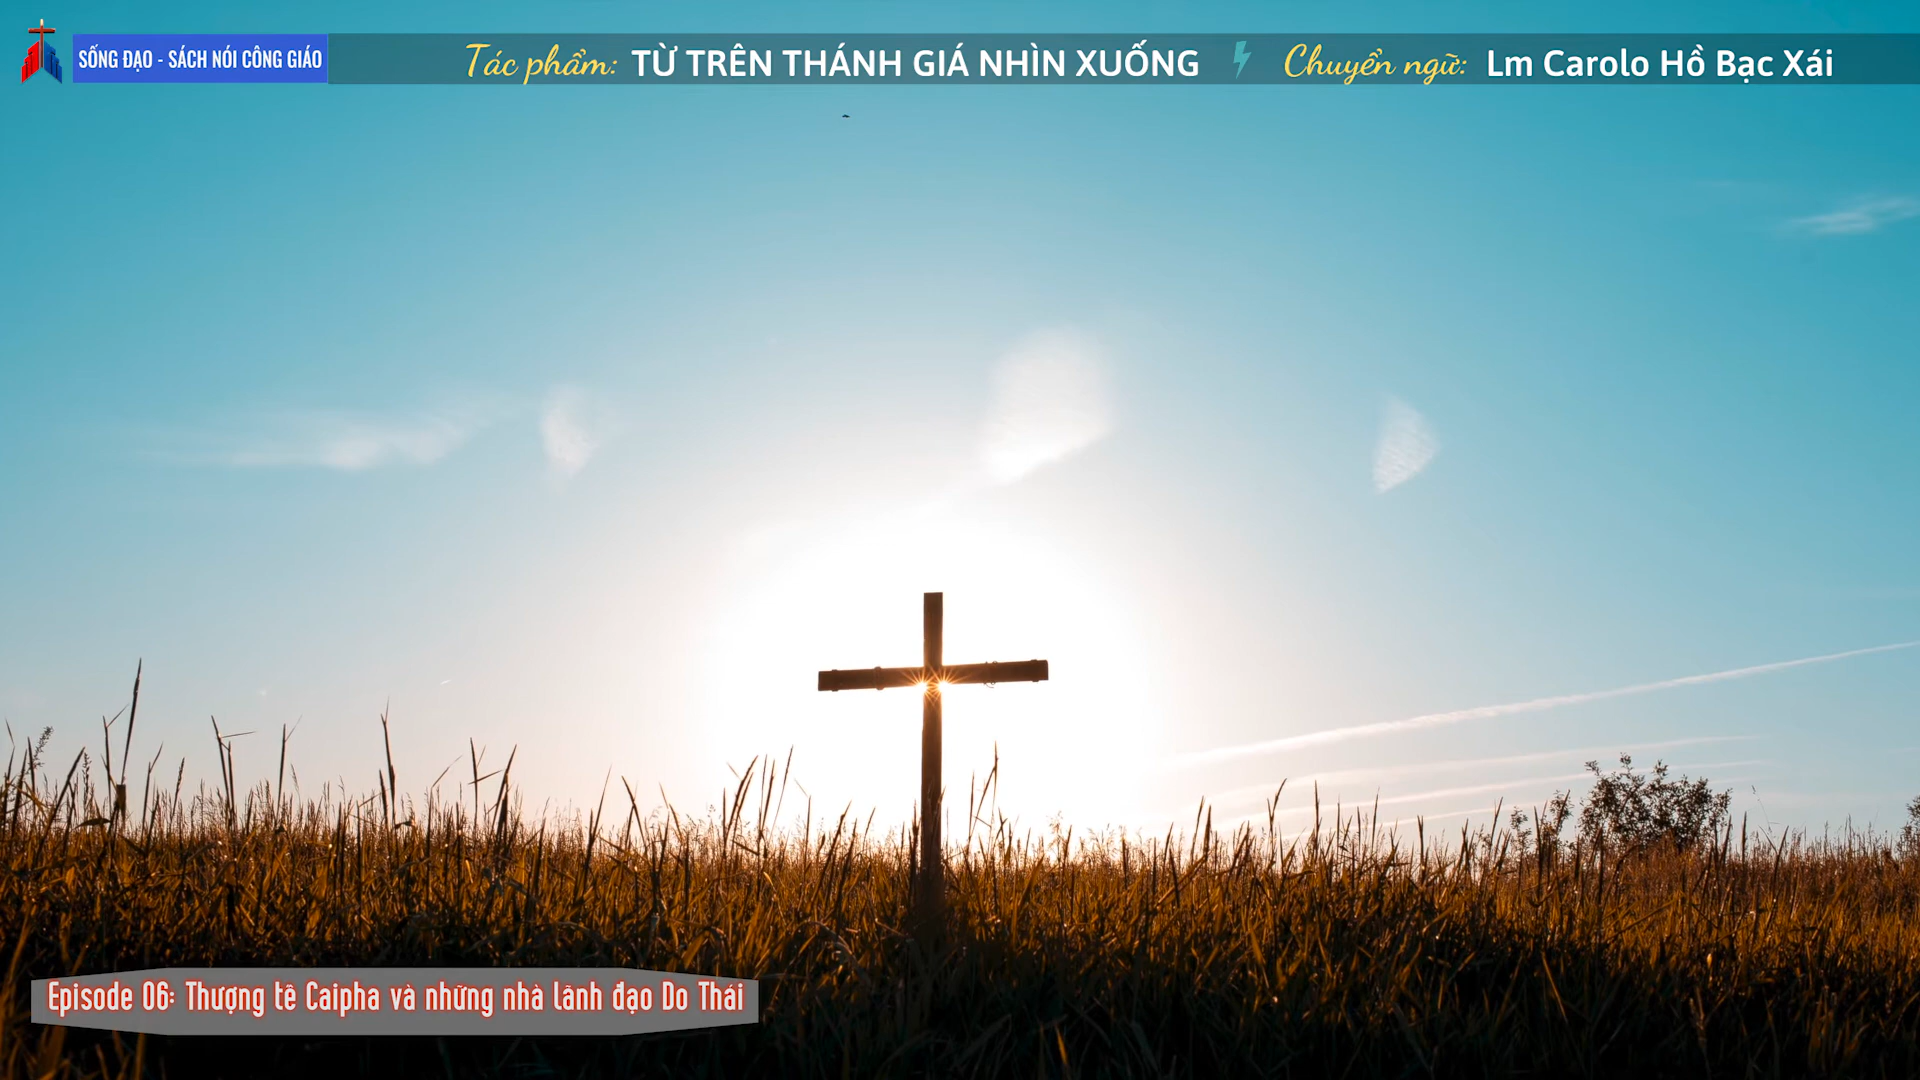 SỐNG ĐẠO - SÁCH NÓI CÔNG GIÁO
Tác phẩm: TỪ TRÊN THÁNH GIÁ NHÌN XUỐNG Chuyển ngữ: Lm Carolo Hồ Bạc Xái
Episode 06: Thượng tê Caipha và những nhà lãnh đạo Do Thái